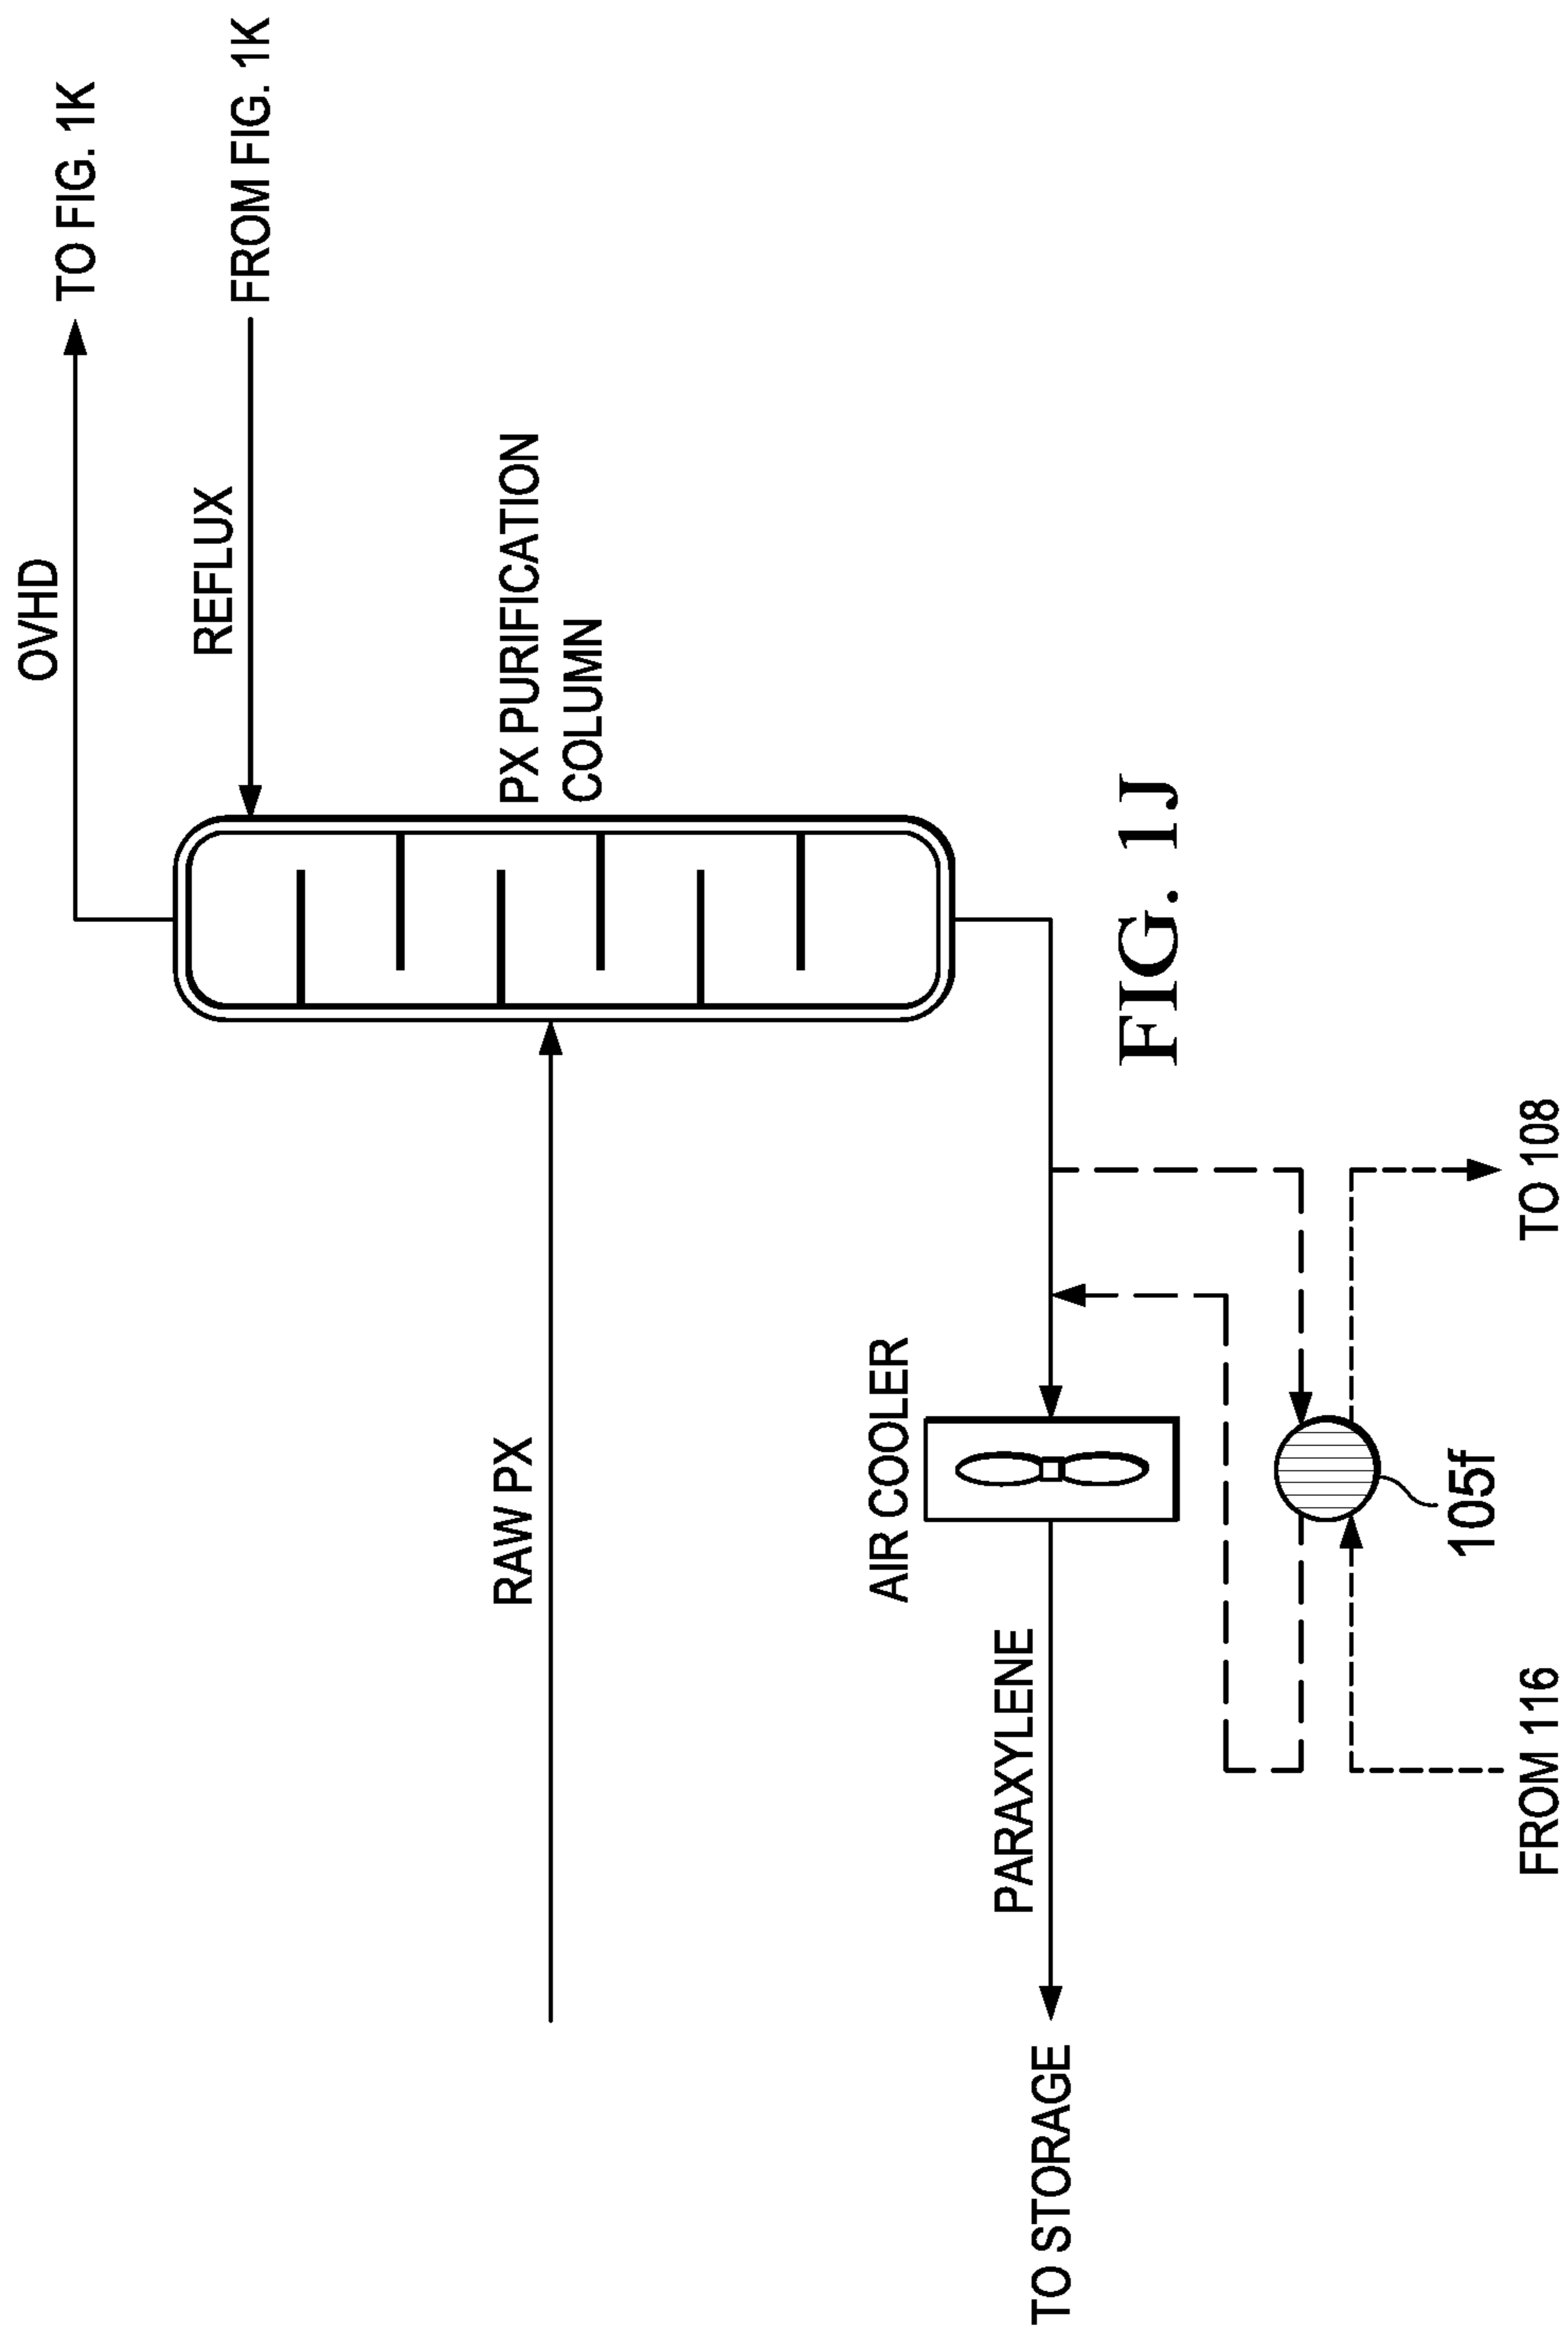 OVHD
TO FIG. 1K
REFLUX
FROM FIG. 1K
RAW PX
PX PURIFICATION
COLUMN
AIR COOLER
PARAXYLENE
TO STORAGE
105f
FROM 116
TO 108
FIG. 1J